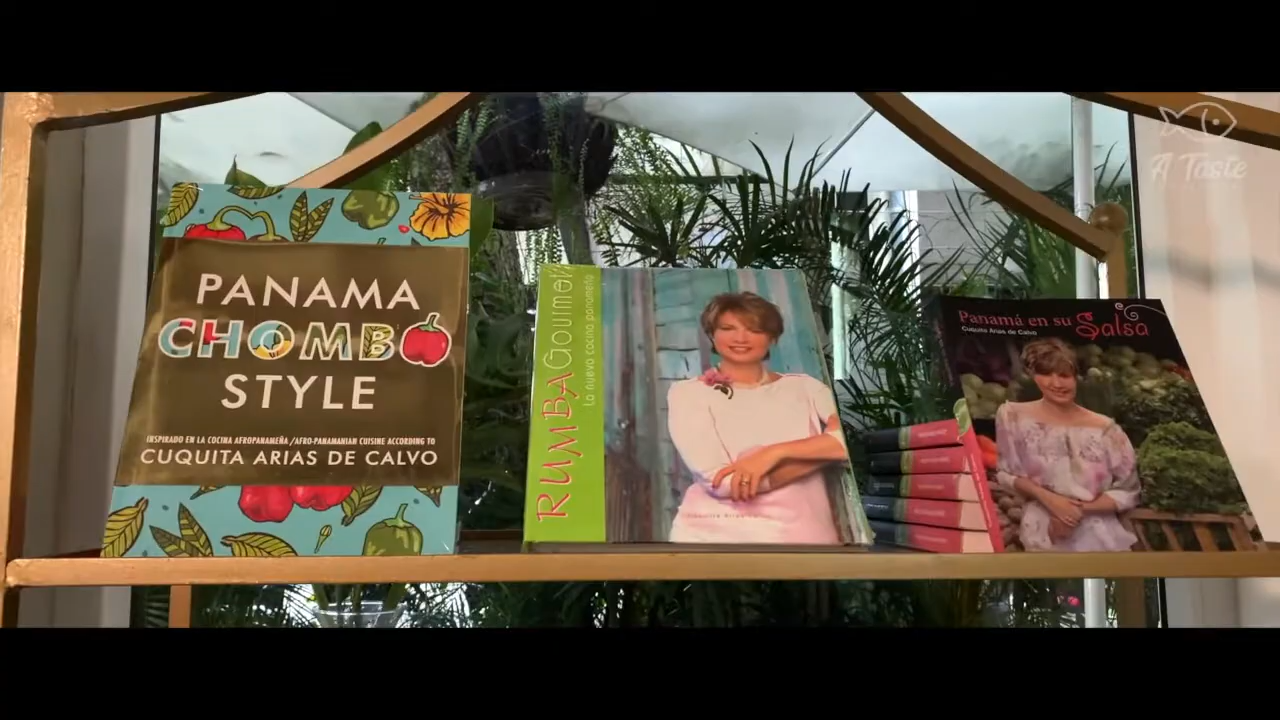 PANAMA
CHOMBO
STYLE
INSPIRADO EN LA COCINA AFROPANAMEÑA / AFRO-PANAMANIAN CUISINE ACCORDING TO
CUQUITA ARIAS DE CALVO
RUMBA Gourmet
La nueva cocina panameña
Panamá en su Salsa
Cuquita Arias de Calvo
A Taste